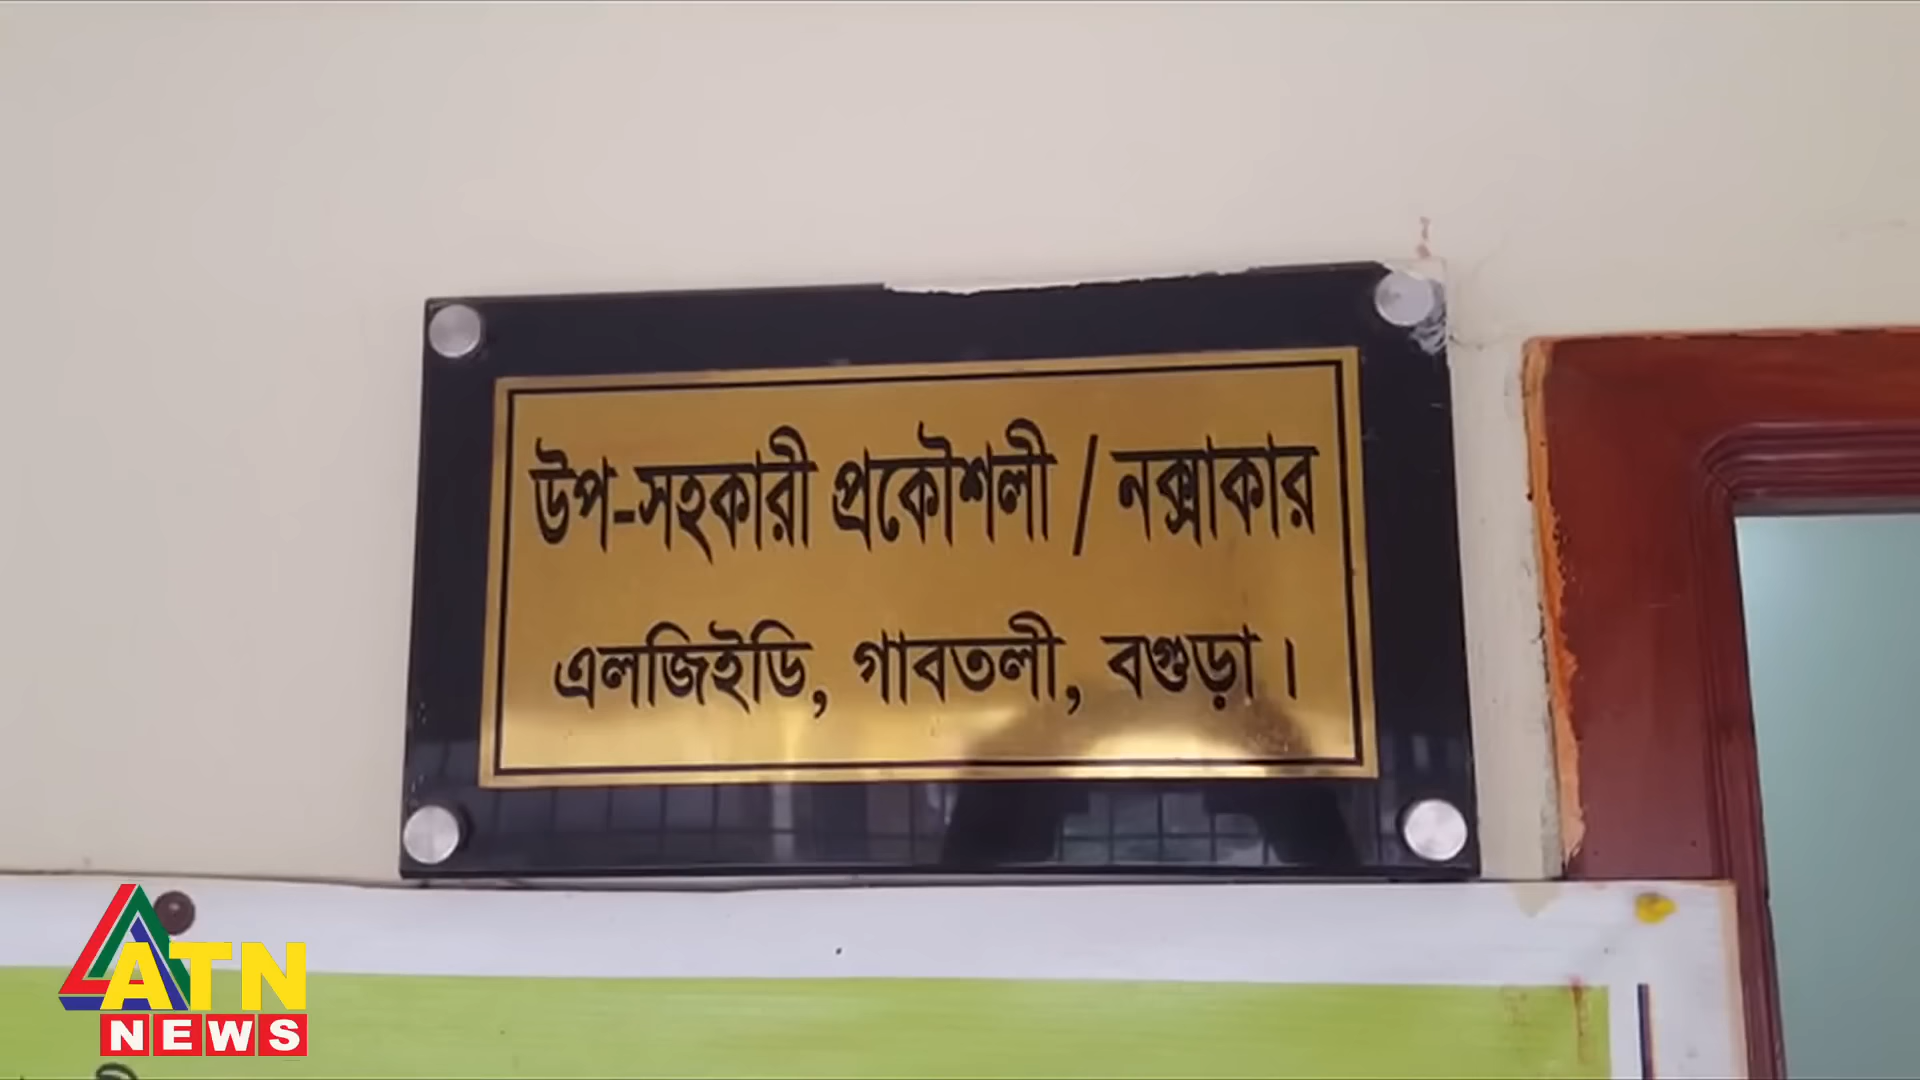 উপ-সহকারী প্রকৌশলী / নক্সাকার
এলজিইডি, গাবতলী, বগুড়া।
ATN
NEWS